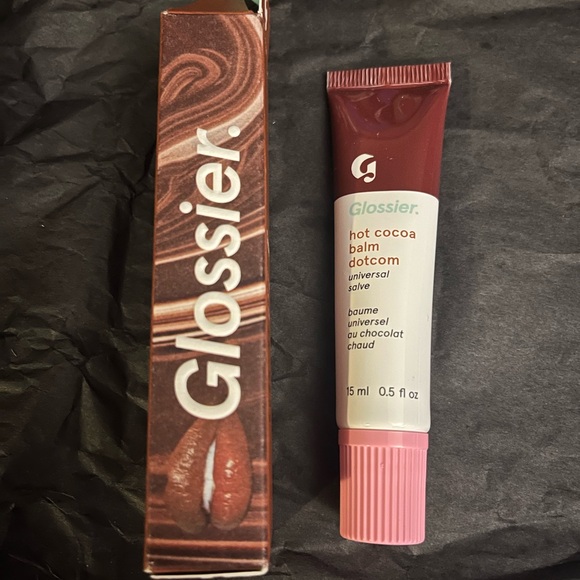 Glossier.
G
Glossier.
hot cocoa
balm
dotcom
universal
salve
baume
universel
au chocolat
chaud
15 ml 0.5 fl oz